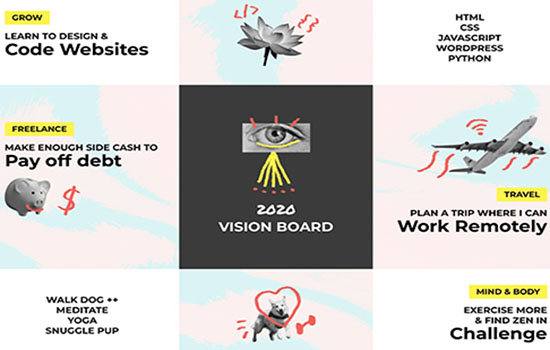 GROW
LEARN TO DESIGN &
Code Websites
</>
{}
HTML
CSS
JAVASCRIPT
WORDPRESS
PYTHON
FREELANCE
MAKE ENOUGH SIDE CASH TO
Pay off debt
$
2020
VISION BOARD
TRAVEL
PLAN A TRIP WHERE I CAN
Work Remotely
WALK DOG ++
MEDITATE
YOGA
SNUGGLE PUP
MIND & BODY
EXERCISE MORE
& FIND ZEN IN
Challenge